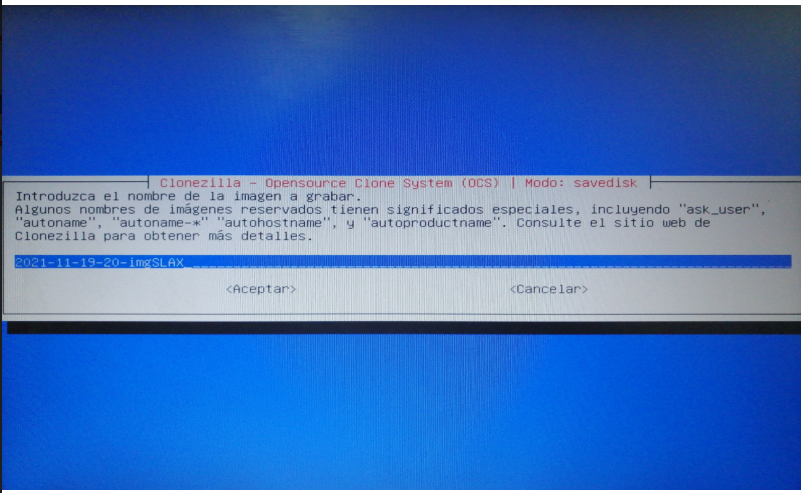 Clonezilla - Opensource Clone System (OCS) | Modo: savedisk
Introduzca el nombre de la imagen a grabar.
Algunos nombres de imágenes reservados tienen significados especiales, incluyendo "ask_user",
"autoname", "autoname-*" "autohostname", y "autoproductname". Consulte el sitio web de
Clonezilla para obtener más detalles.
2021-11-19-20-imgSLAX
<Aceptar> <Cancelar>